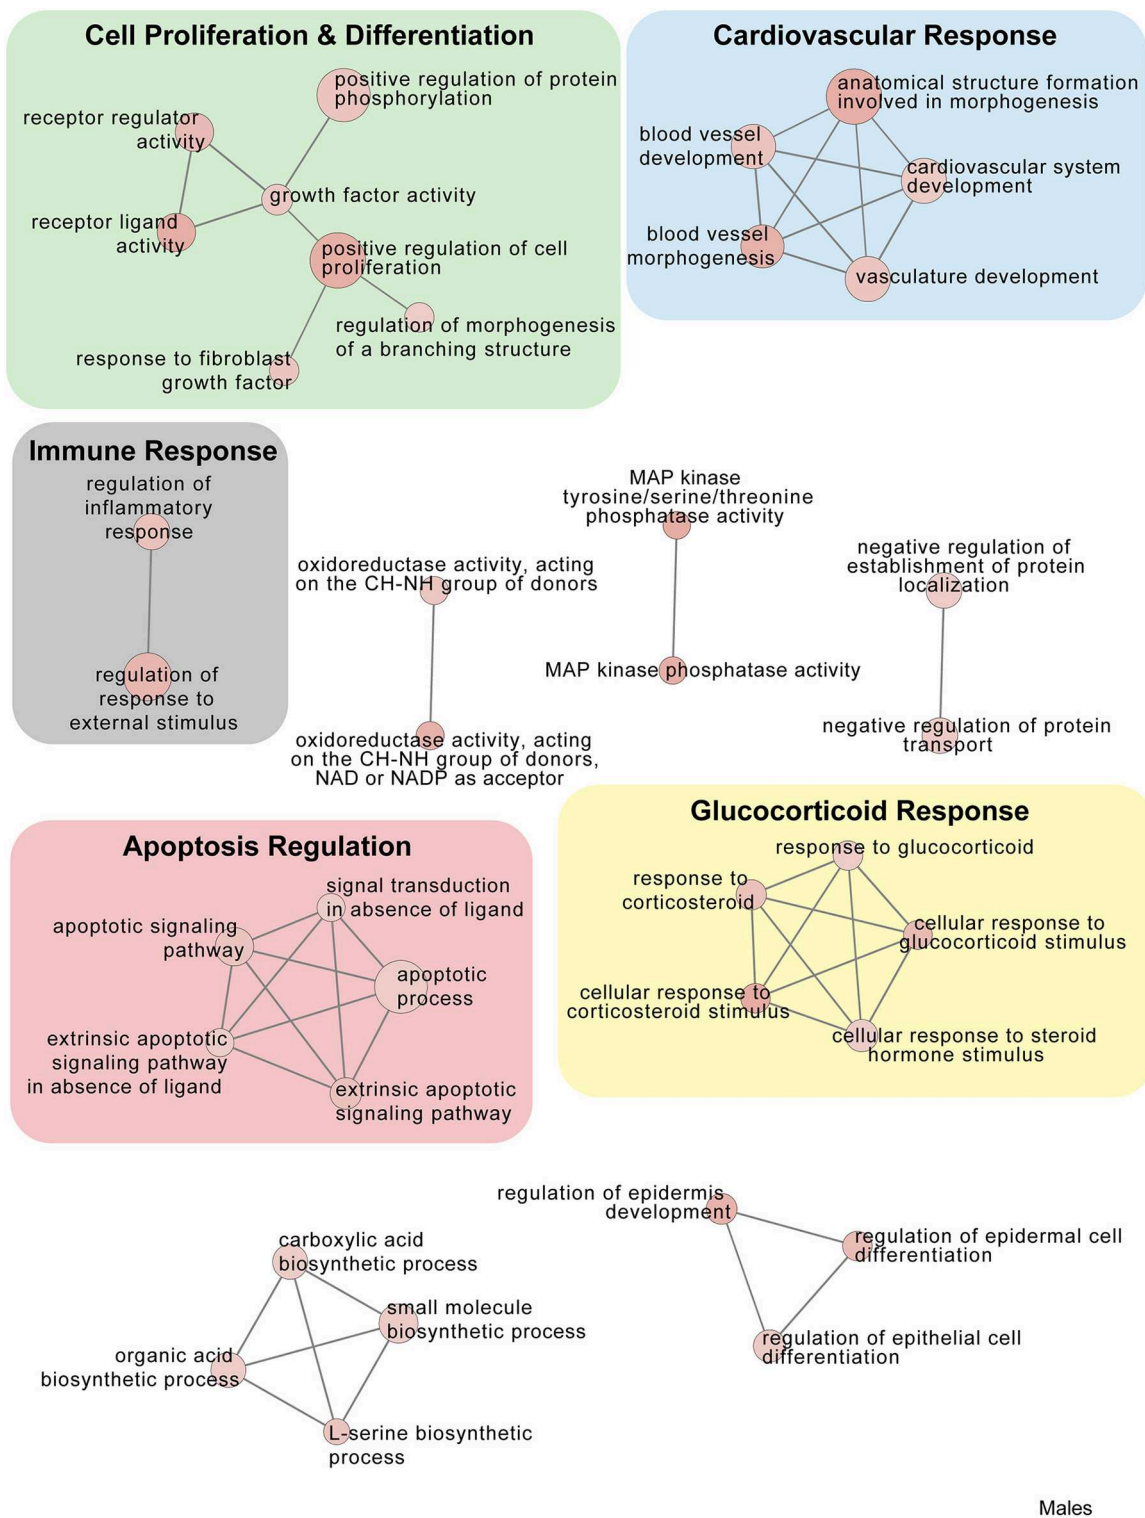 Cell Proliferation & Differentiation
positive regulation of protein
phosphorylation
receptor regulator
activity
growth factor activity
receptor ligand
activity
positive regulation of cell
proliferation
regulation of morphogenesis
of a branching structure
response to fibroblast
growth factor
Cardiovascular Response
anatomical structure formation
involved in morphogenesis
blood vessel
development
cardiovascular system
development
blood vessel
morphogenesis
vasculature development
Immune Response
regulation of
inflammatory
response
regulation of
response to
external stimulus
oxidoreductase activity, acting
on the CH-NH group of donors
oxidoreductase activity, acting
on the CH-NH group of donors,
NAD or NADP as acceptor
MAP kinase
tyrosine/serine/threonine
phosphatase activity
MAP kinase phosphatase activity
negative regulation of
establishment of protein
localization
negative regulation of protein
transport
Apoptosis Regulation
signal transduction
in absence of ligand
apoptotic signaling
pathway
apoptotic
process
extrinsic apoptotic
signaling pathway
in absence of ligand
extrinsic apoptotic
signaling pathway
Glucocorticoid Response
response to glucocorticoid
response to
corticosteroid
cellular response to
glucocorticoid stimulus
cellular response to
corticosteroid stimulus
cellular response to steroid
hormone stimulus
carboxylic acid
biosynthetic process
small molecule
biosynthetic process
organic acid
biosynthetic process
L-serine biosynthetic
process
regulation of epidermis
development
regulation of epidermal cell
differentiation
regulation of epithelial cell
differentiation
Males